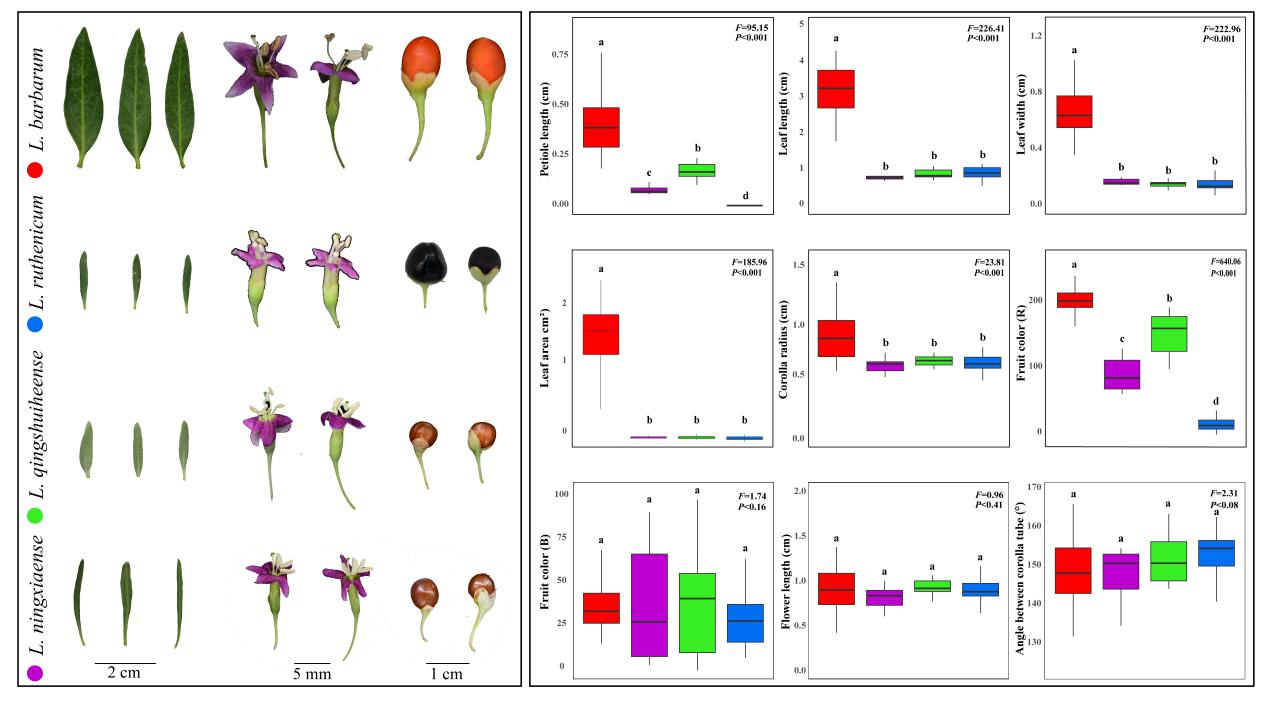 L. barbarum
L. ruthenicum
L. qingshuiheense
L. ningxiaense
2 cm
5 mm
1 cm
Petiole length (cm)
0.75
0.50
0.25
0.00
a
c
b
d
F=95.15
P<0.001
Leaf length (cm)
5
4
3
2
1
0
a
b
b
b
F=226.41
P<0.001
Leaf width (cm)
1.2
0.8
0.4
0.0
a
b
b
b
F=222.96
P<0.001
Leaf area cm²)
2
1
0
a
b
b
b
F=185.96
P<0.001
Corolla radius (cm)
1.5
1.0
0.5
0.0
a
b
b
b
F=23.81
P<0.001
Fruit color (R)
200
100
0
a
c
b
d
F=640.06
P<0.001
Fruit color (B)
100
75
50
25
0
a
a
a
a
F=1.74
P<0.16
Flower length (cm)
2.0
1.5
1.0
0.5
0.0
a
a
a
a
F=0.96
P<0.41
Angle between corolla tube (°)
170
160
150
140
130
a
a
a
a
F=2.31
P<0.08